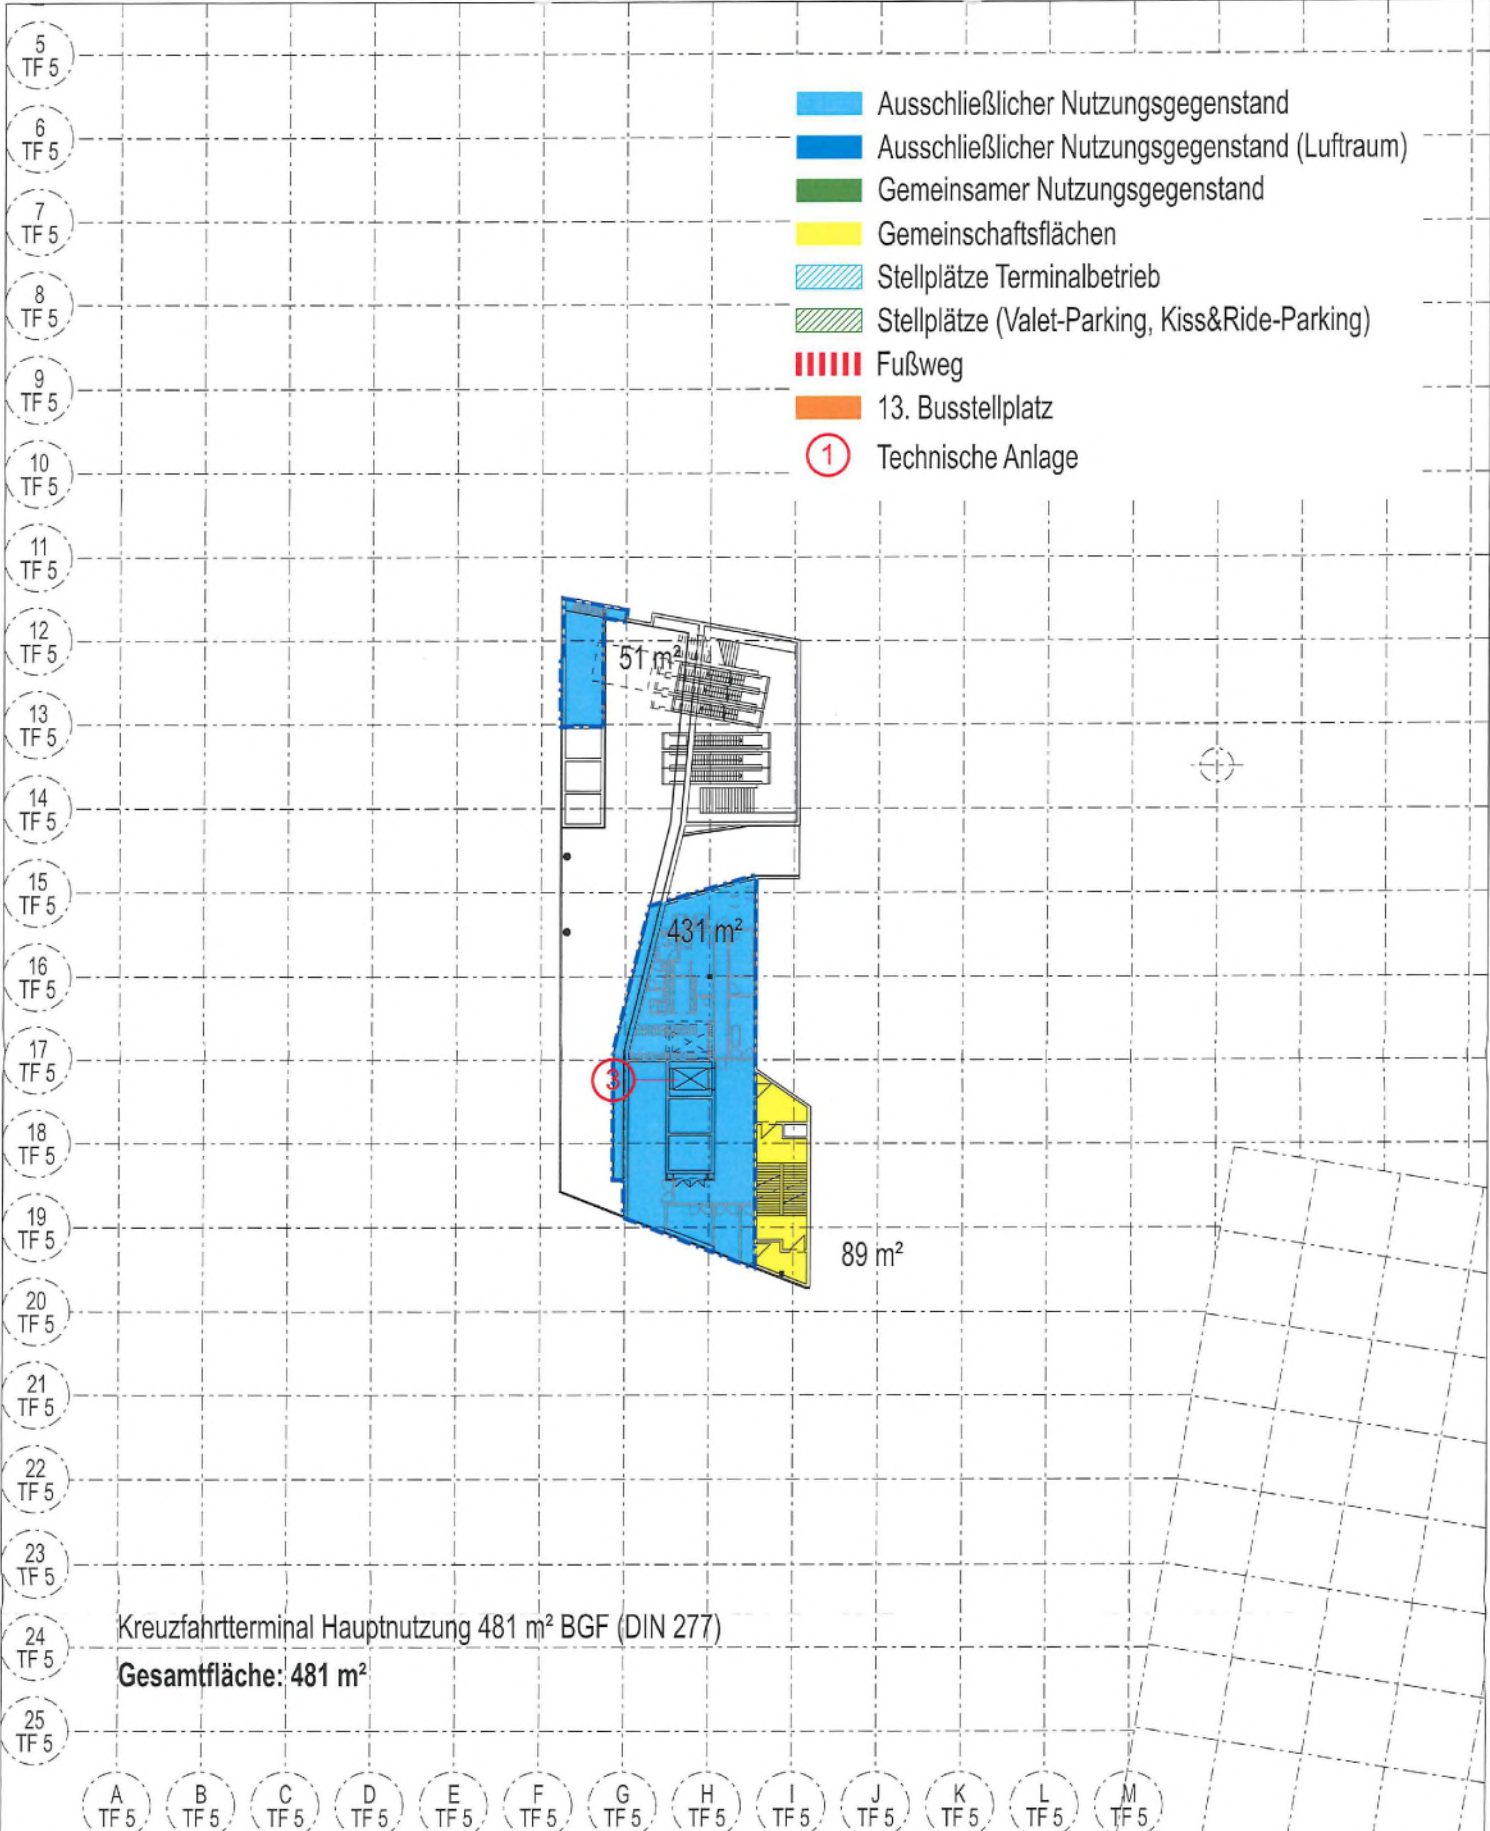 5
TF 5
6
TF 5
7
TF 5
8
TF 5
9
TF 5
10
TF 5
11
TF 5
12
TF 5
13
TF 5
14
TF 5
15
TF 5
16
TF 5
17
TF 5
18
TF 5
19
TF 5
20
TF 5
21
TF 5
22
TF 5
23
TF 5
24
TF 5
25
TF 5
Ausschließlicher Nutzungsgegenstand
Ausschließlicher Nutzungsgegenstand (Luftraum)
Gemeinsamer Nutzungsgegenstand
Gemeinschaftsflächen
Stellplätze Terminalbetrieb
Stellplätze (Valet-Parking, Kiss&Ride-Parking)
Fußweg
13. Busstellplatz
1 Technische Anlage
51 m²
431 m²
3
89 m²
Kreuzfahrtterminal Hauptnutzung 481 m² BGF (DIN 277)
Gesamtfläche: 481 m²
A
TF 5
B
TF 5
C
TF 5
D
TF 5
E
TF 5
F
TF 5
G
TF 5
H
TF 5
I
TF 5
J
TF 5
K
TF 5
L
TF 5
M
TF 5